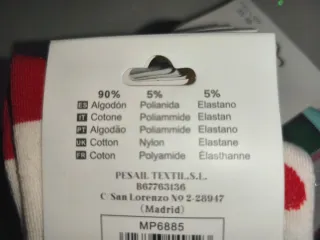 90% 5% 5%
ES Algodón Polianida Elastano
IT Cotone Poliammide Elastan
PT Algodão Poliammide Elastano
UK Cotton Nylon Elastane
FR Coton Polyamide Élasthanne
PESAIL TEXTIL.S.L.
B67763136
C San Lorenzo Nº 2-28947
(Madrid)
MP6885